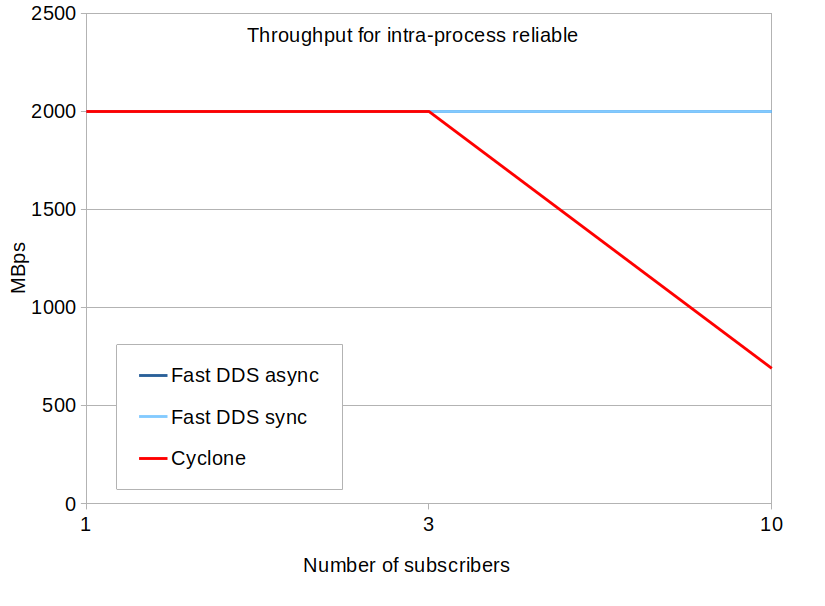 Throughput for intra-process reliable
2500
2000
1500
1000
500
0
MBps
Fast DDS async
Fast DDS sync
Cyclone
1 3 10
Number of subscribers